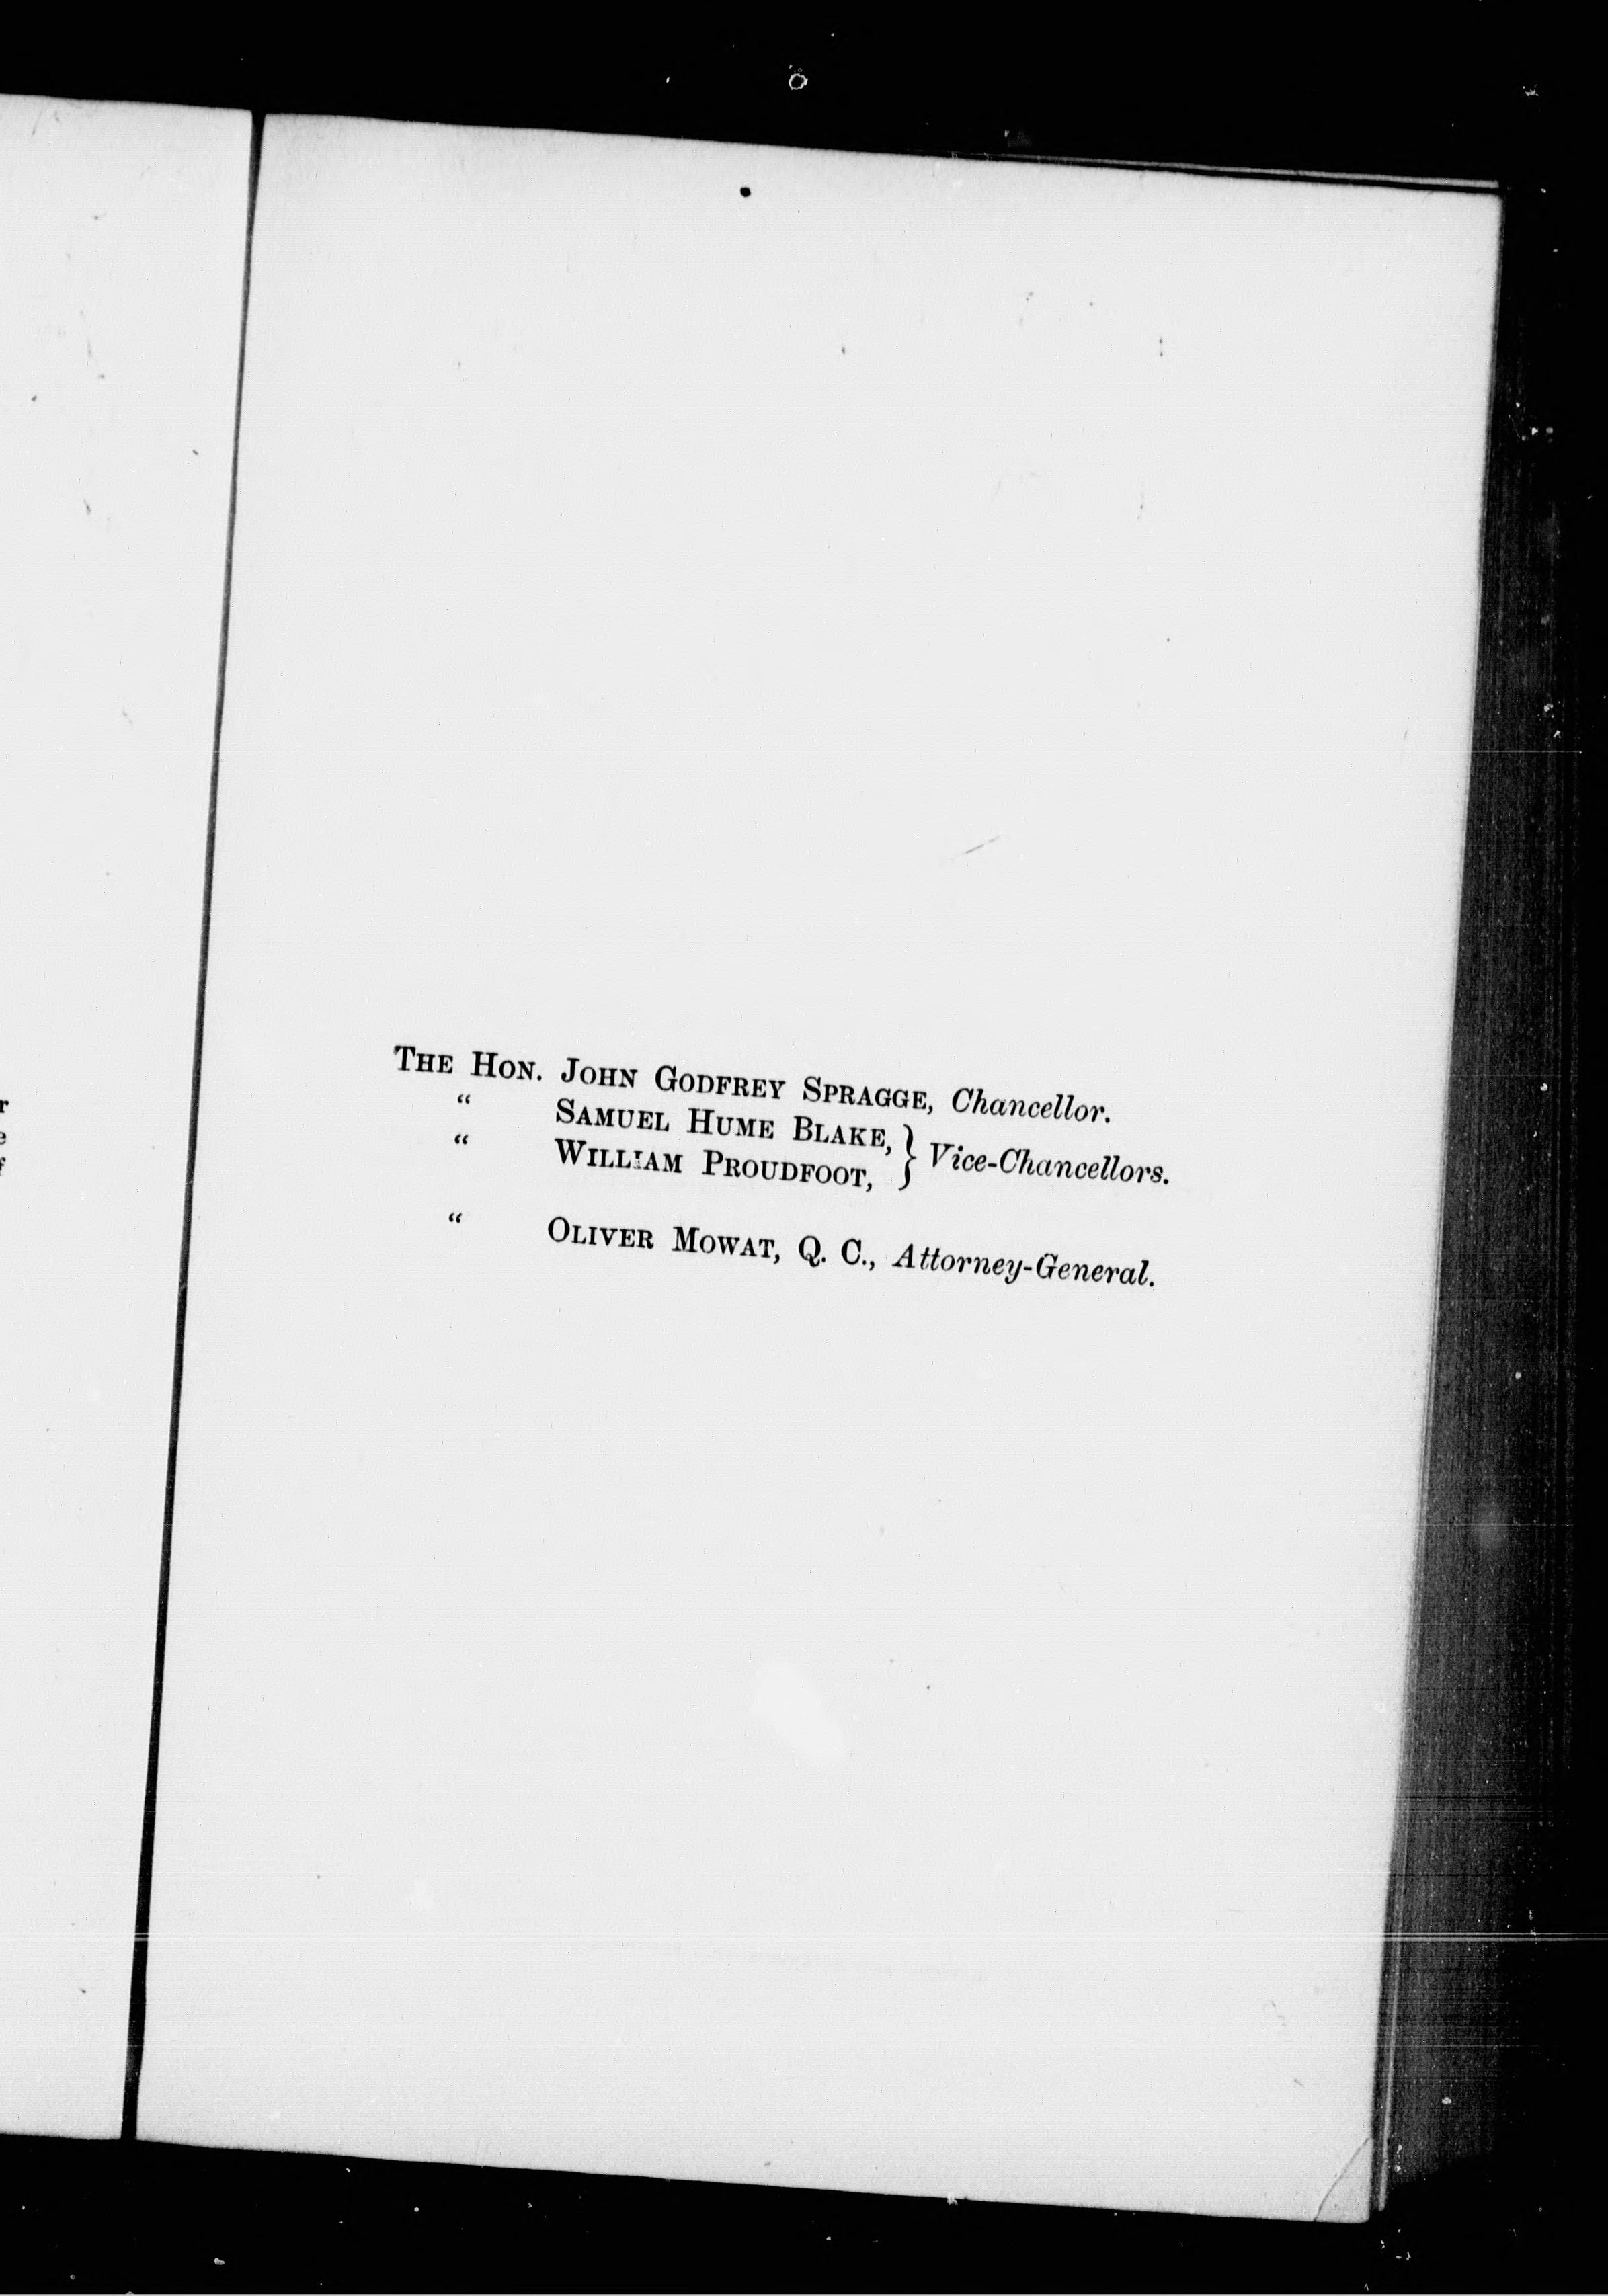 THE HON. JOHN GODFREY SPRAGGE, Chancellor.
“ SAMUEL HUME BLAKE,
“ WILLIAM PROUDFOOT, } Vice-Chancellors.
“ OLIVER MOWAT, Q. C., Attorney-General.